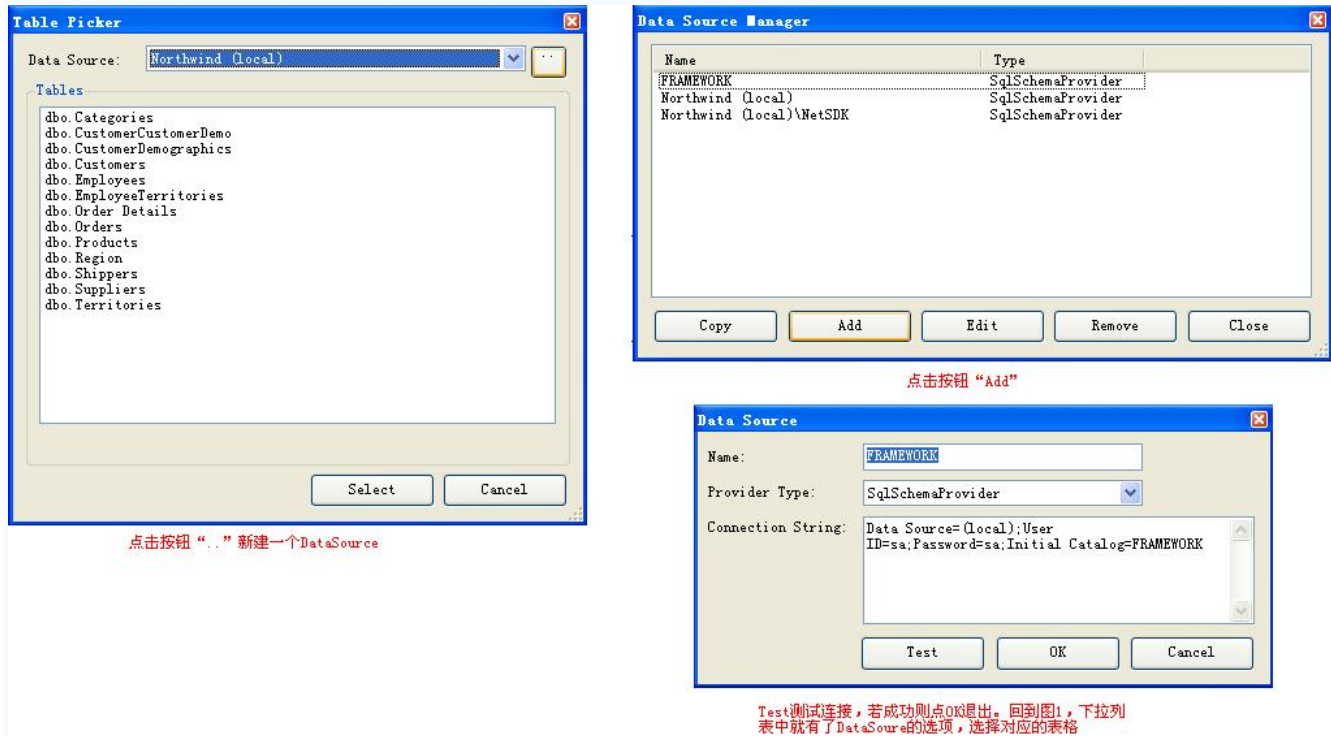 Table Picker
Data Source: Northwind (local) ..
Tables
dbo.Categories
dbo.CustomerCustomerDemo
dbo.CustomerDemographics
dbo.Customers
dbo.Employees
dbo.EmployeeTerritories
dbo.Order Details
dbo.Orders
dbo.Products
dbo.Region
dbo.Shippers
dbo.Suppliers
dbo.Territories
Select Cancel
点击按钮“..”新建一个DataSource
Data Source Manager
Name Type
FRAMEWORK SqlSchemaProvider
Northwind (local) SqlSchemaProvider
Northwind (local)\NetSDK SqlSchemaProvider
Copy Add Edit Remove Close
点击按钮“Add”
Data Source
Name: FRAMEWORK
Provider Type: SqlSchemaProvider
Connection String: Data Source=(local);User
ID=sa;Password=sa;Initial Catalog=FRAMEWORK
Test OK Cancel
Test测试连接，若成功则点OK退出。回到图1，下拉列
表中就有了DataSoure的选项，选择对应的表格